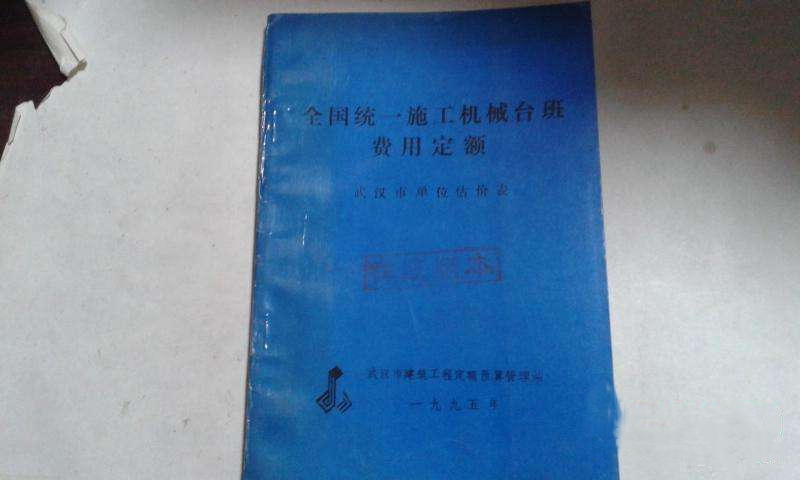 全国统一施工机械台班
费用定额
武汉市单位估价表
武汉市建筑工程定额预算管理站
一九九五年